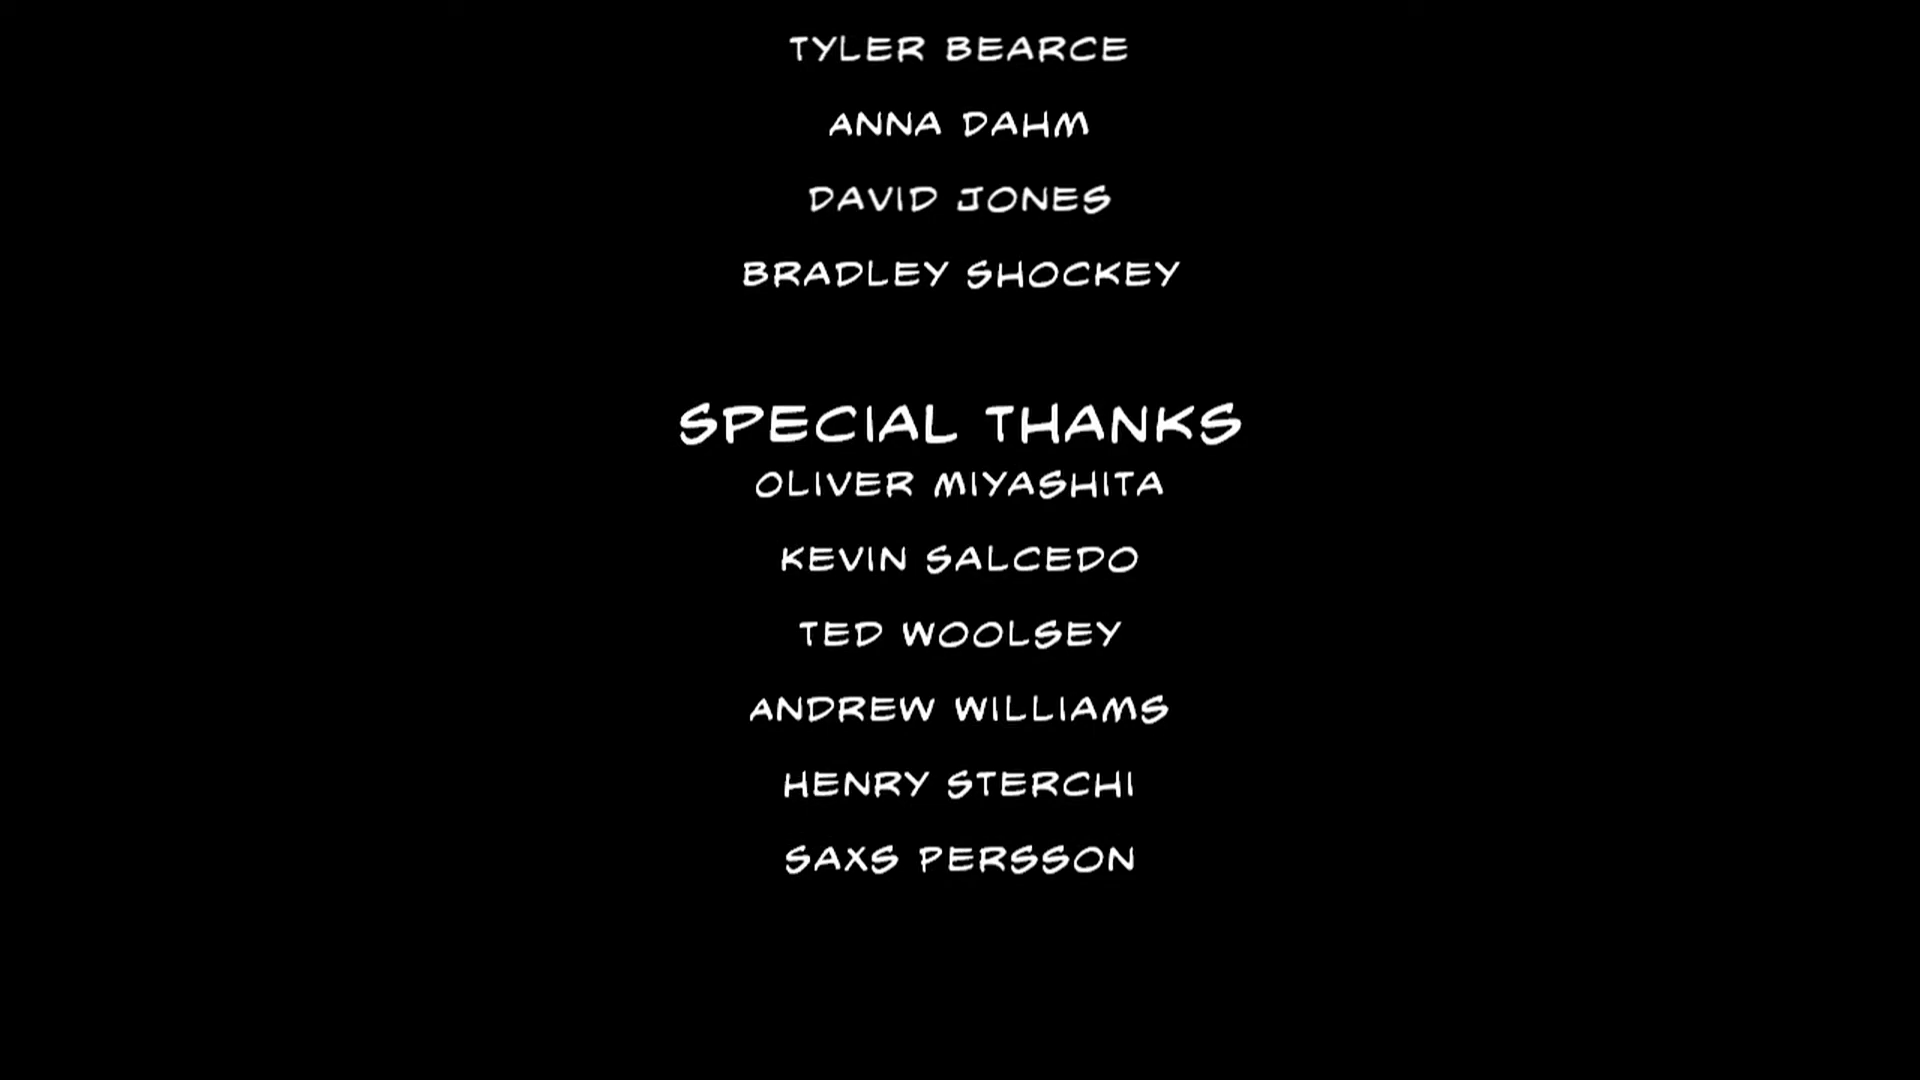 TYLER BEARCE
ANNA DAHM
DAVID JONES
BRADLEY SHOCKEY
SPECIAL THANKS
OLIVER MIYASHITA
KEVIN SALCEDO
TED WOOLSEY
ANDREW WILLIAMS
HENRY STERCHI
SAXS PERSSON